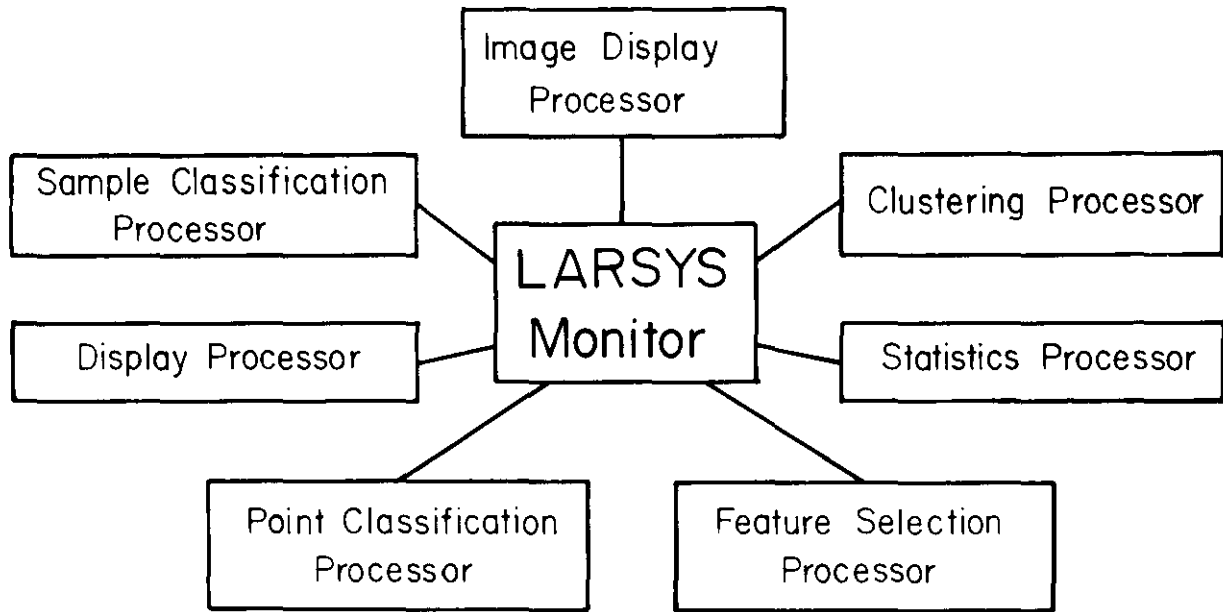 Image Display
Processor
Sample Classification
Processor
Clustering Processor
LARSYS
Monitor
Display Processor
Statistics Processor
Point Classification
Processor
Feature Selection
Processor